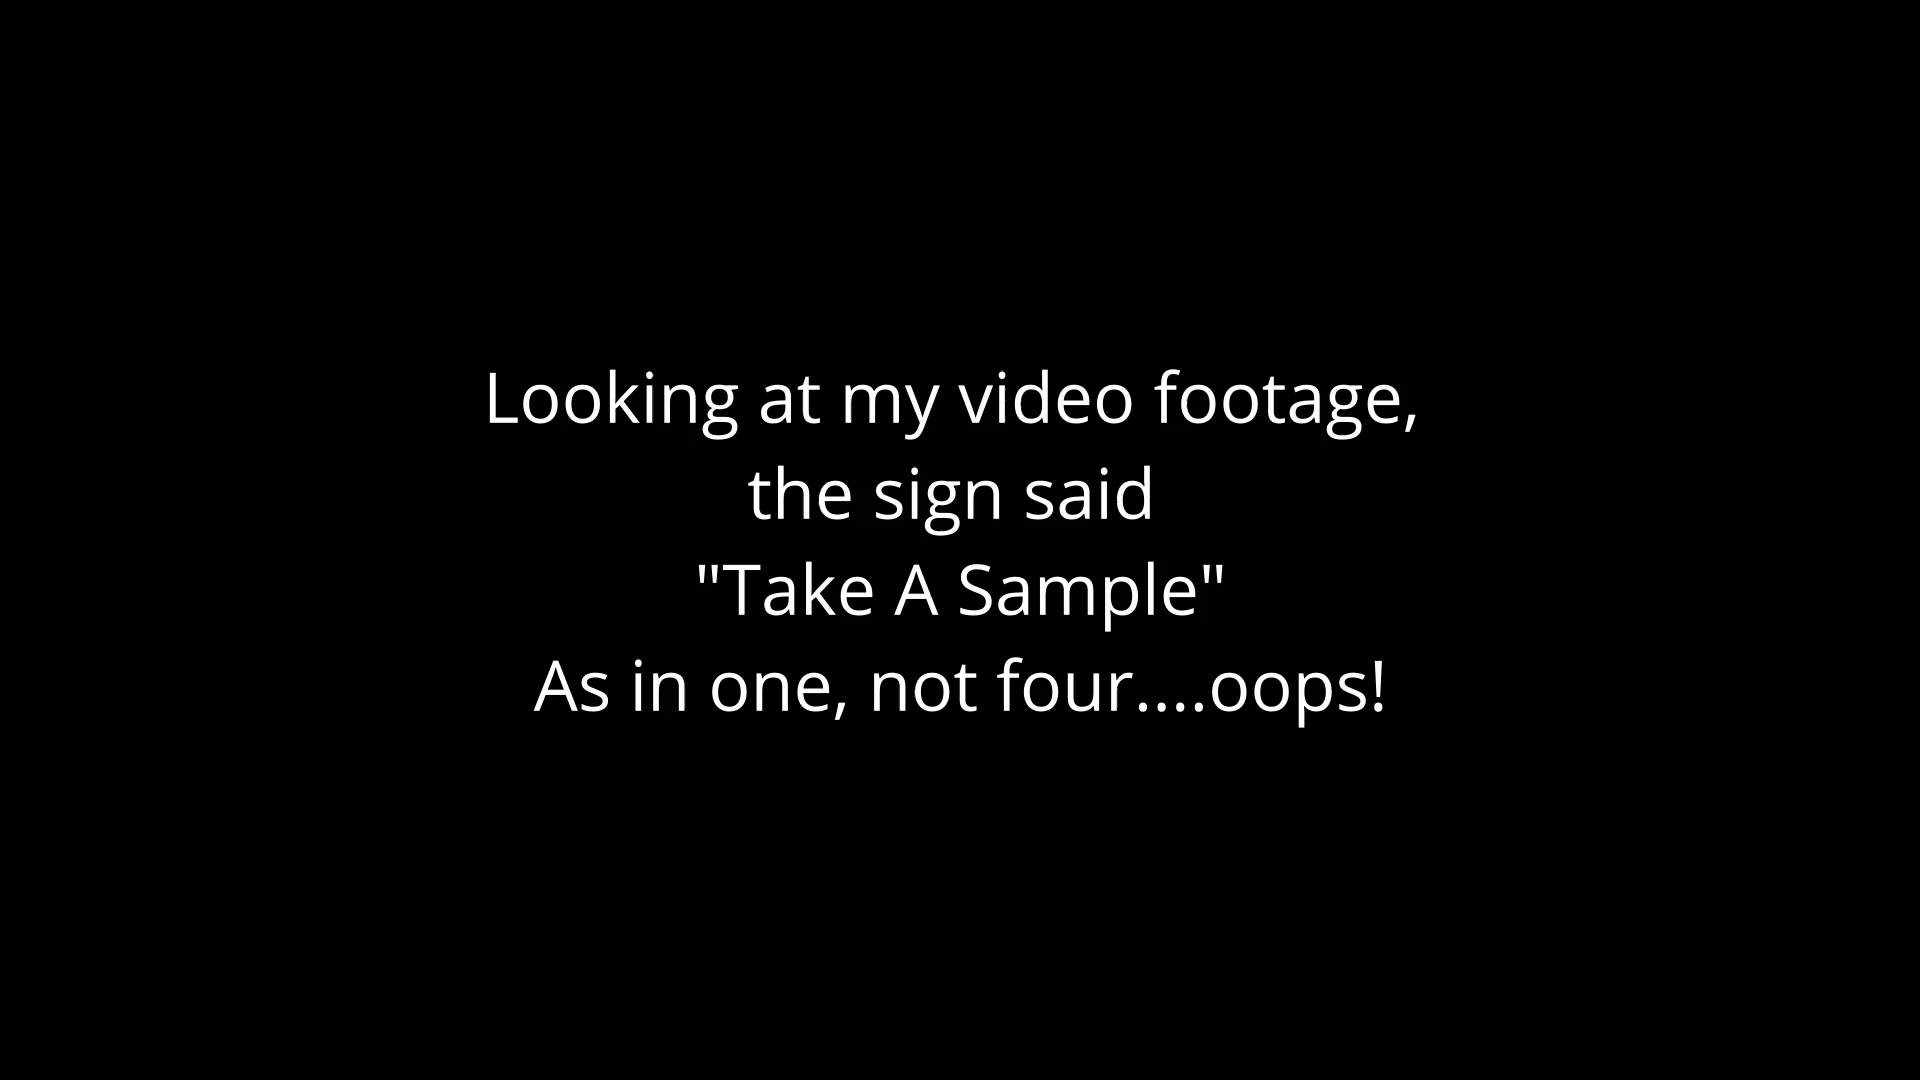 Looking at my video footage,
the sign said
"Take A Sample"
As in one, not four....oops!